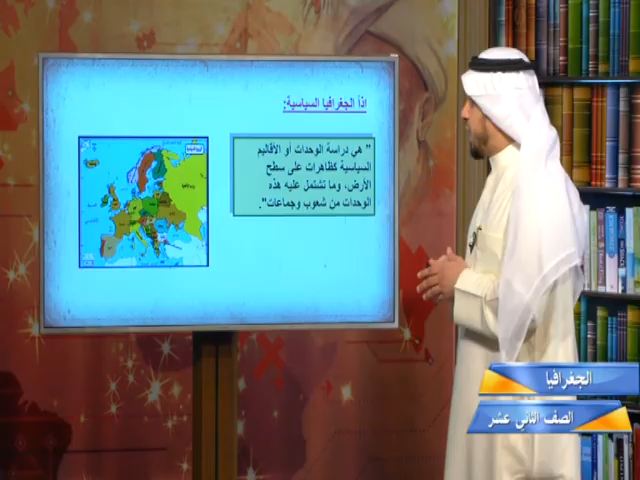 إذاً الجغرافيا السياسية:
" هي دراسة الوحدات أو الأقاليم
السياسية كظاهرات على سطح
الأرض، وما تشتمل عليه هذه
الوحدات من شعوب وجماعات".
الجغرافيا
الصف الثاني عشر